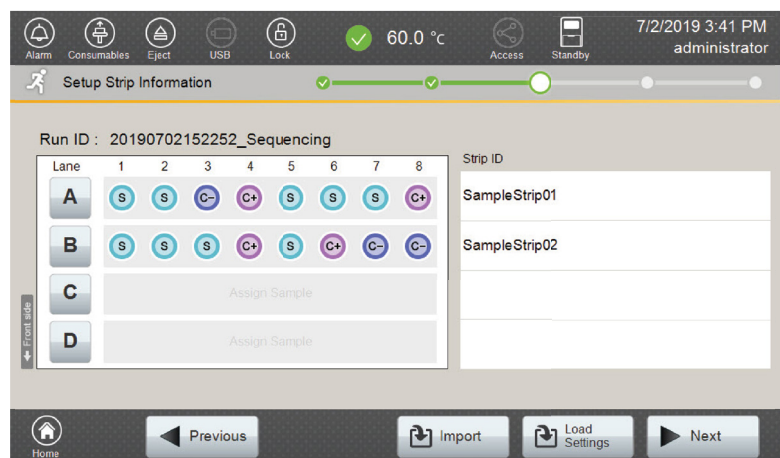 7/2/2019 3:41 PM
60.0 °C
administrator
Alarm Consumables Eject USB Lock Access Standby
Setup Strip Information
Run ID : 20190702152252_Sequencing
Strip ID
Lane 1 2 3 4 5 6 7 8
A S S C- C+ S S S C+
SampleStrip01
B S S S C+ S C+ C- C-
SampleStrip02
C Assign Sample
D Assign Sample
Front side
Previous Import Load Settings Next
Home